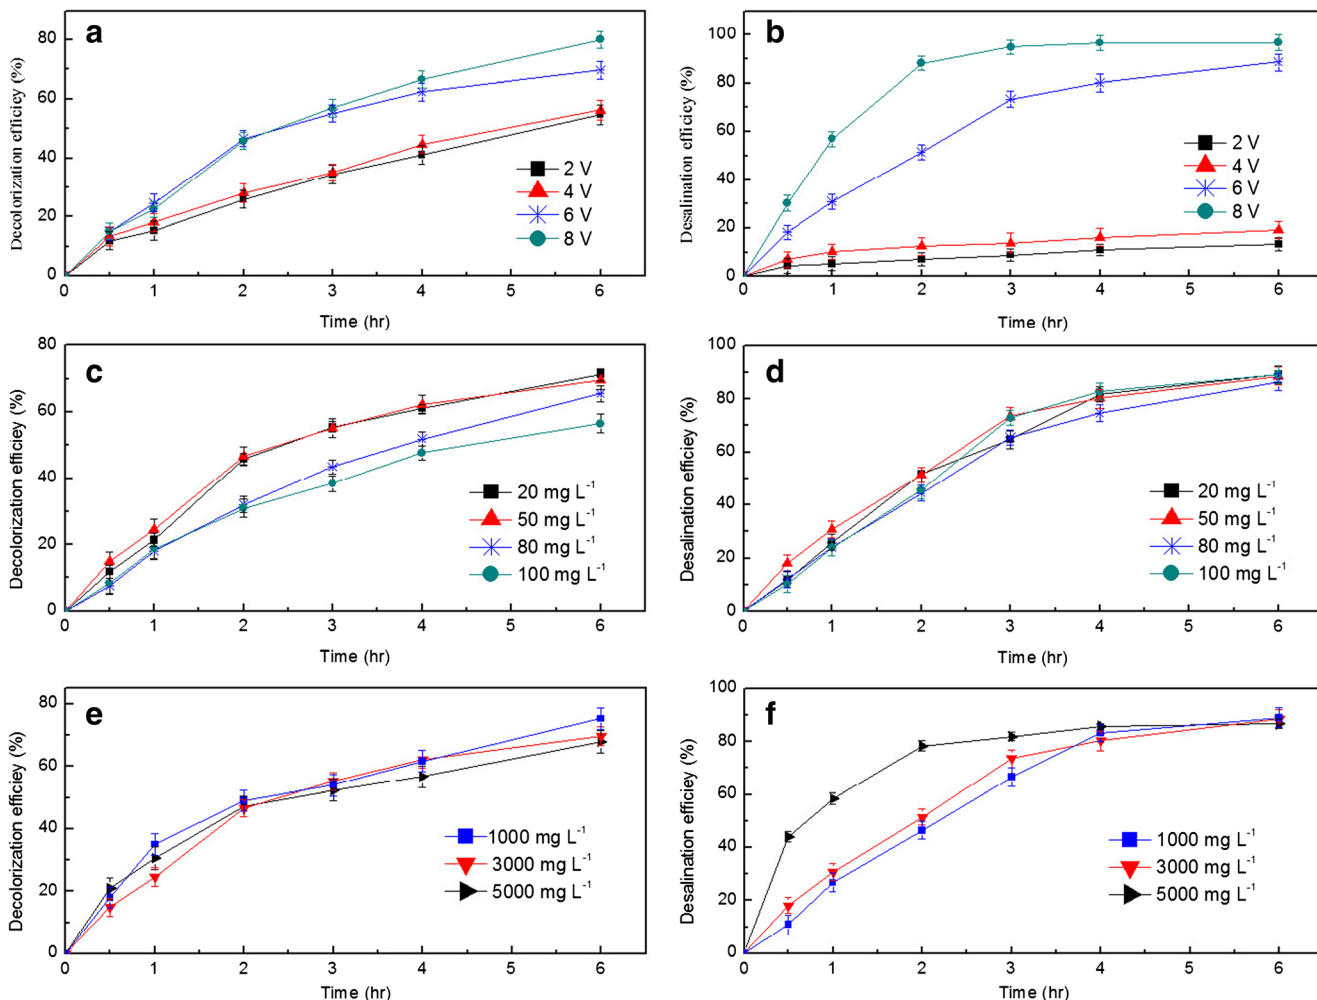 a
Decolorization efficiey (%)
80
60
40
20
0
0 1 2 3 4 5 6
Time (hr)
2 V
4 V
6 V
8 V
b
Desalination efficiey (%)
100
80
60
40
20
0
0 1 2 3 4 5 6
Time (hr)
2 V
4 V
6 V
8 V
c
Decolorization efficiey (%)
80
60
40
20
0
0 1 2 3 4 5 6
Time (hr)
20 mg L⁻¹
50 mg L⁻¹
80 mg L⁻¹
100 mg L⁻¹
d
Desalination efficiey (%)
100
80
60
40
20
0
0 1 2 3 4 5 6
Time (hr)
20 mg L⁻¹
50 mg L⁻¹
80 mg L⁻¹
100 mg L⁻¹
e
Decolorization efficiey (%)
80
60
40
20
0
0 1 2 3 4 5 6
Time (hr)
1000 mg L⁻¹
3000 mg L⁻¹
5000 mg L⁻¹
f
Desalination efficiey (%)
100
80
60
40
20
0
0 1 2 3 4 5 6
Time (hr)
1000 mg L⁻¹
3000 mg L⁻¹
5000 mg L⁻¹